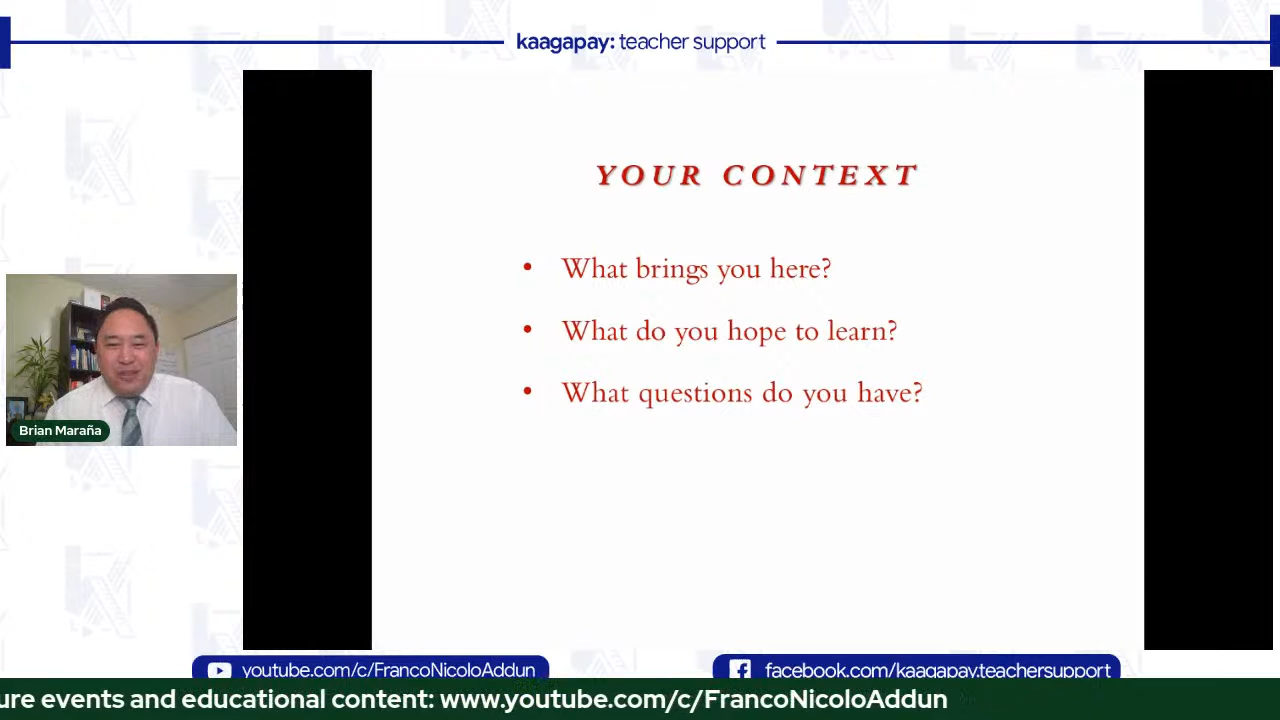 kaagapay: teacher support
YOUR CONTEXT
• What brings you here?
• What do you hope to learn?
• What questions do you have?
Brian Maraña
youtube.com/c/FrancoNicoloAddun
facebook.com/kaagapay.teachersupport
ure events and educational content: www.youtube.com/c/FrancoNicoloAddun